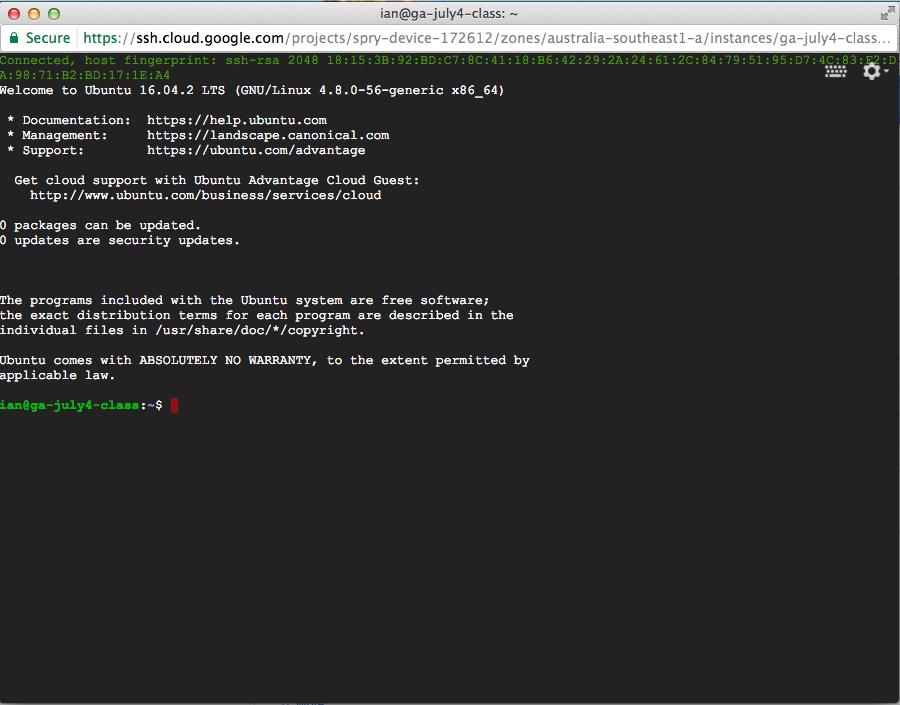 ian@ga-july4-class: ~
Secure https://ssh.cloud.google.com/projects/spry-device-172612/zones/australia-southeast1-a/instances/ga-july4-class...
Connected, host fingerprint: ssh-rsa 2048 18:15:3B:92:BD:C7:8C:41:18:B6:42:29:2A:24:61:2C:84:79:51:95:D7:4C:83:F2:D
A:98:71:B2:BD:17:1E:A4
Welcome to Ubuntu 16.04.2 LTS (GNU/Linux 4.8.0-56-generic x86_64)
* Documentation: https://help.ubuntu.com
* Management: https://landscape.canonical.com
* Support: https://ubuntu.com/advantage
Get cloud support with Ubuntu Advantage Cloud Guest:
http://www.ubuntu.com/business/services/cloud
0 packages can be updated.
0 updates are security updates.
The programs included with the Ubuntu system are free software;
the exact distribution terms for each program are described in the
individual files in /usr/share/doc/*/copyright.
Ubuntu comes with ABSOLUTELY NO WARRANTY, to the extent permitted by
applicable law.
ian@ga-july4-class:~$